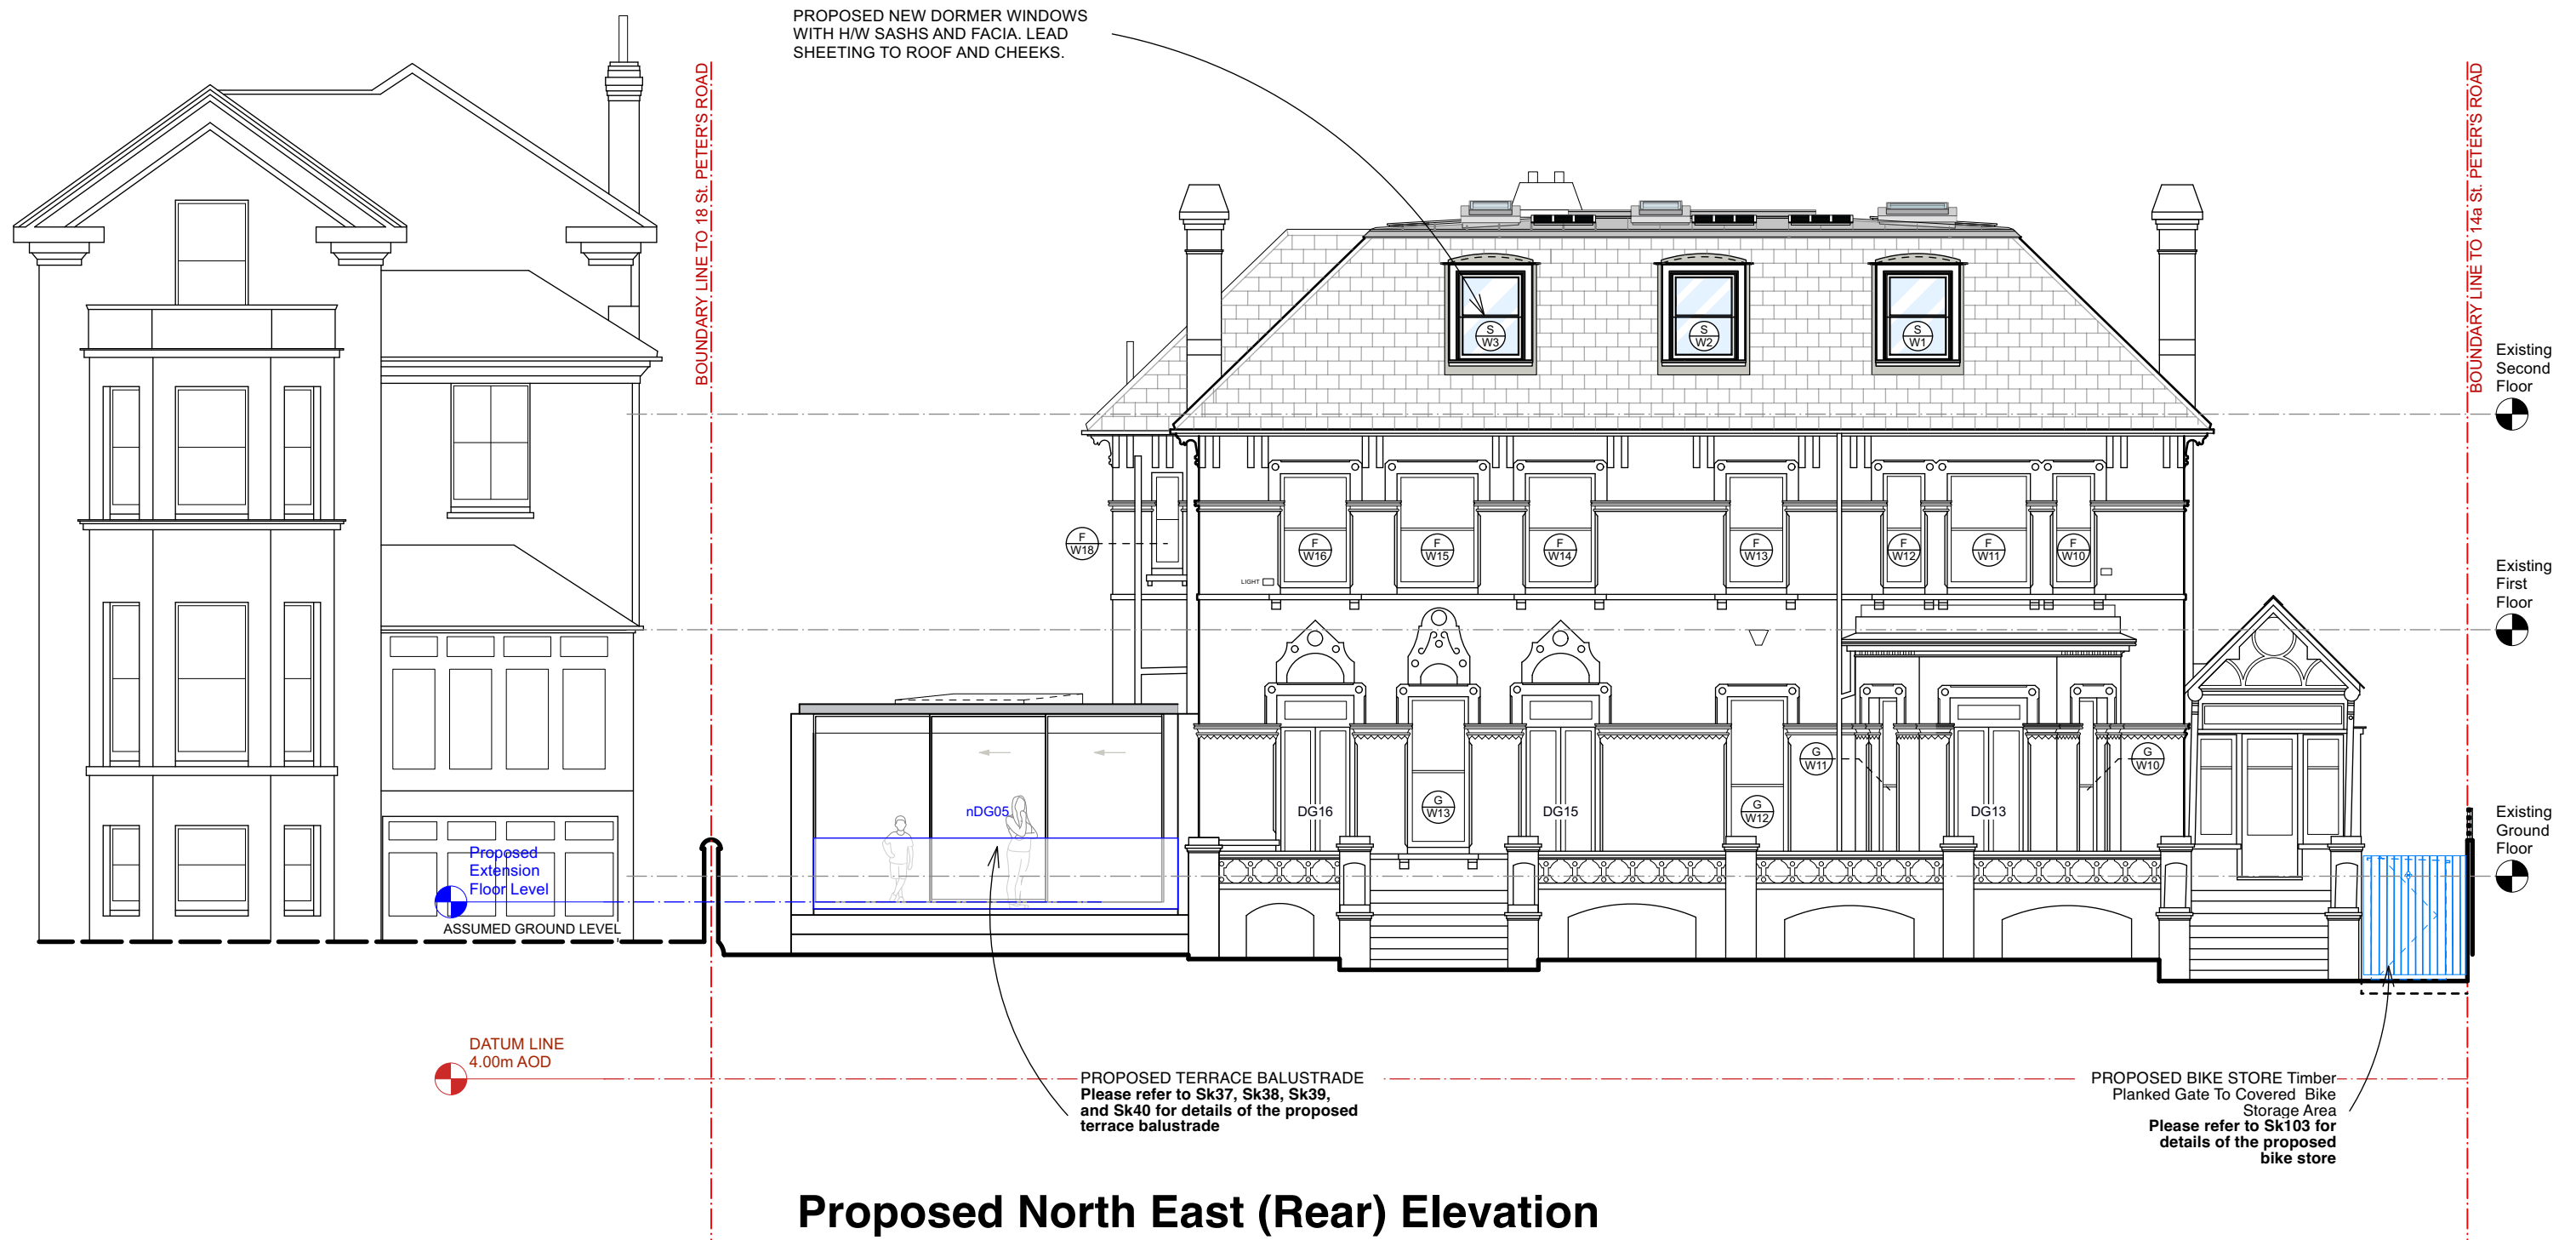 PROPOSED NEW DORMER WINDOWS
WITH H/W SASHS AND FACIA. LEAD
SHEETING TO ROOF AND CHEEKS.
BOUNDARY LINE TO 18 St. PETER'S ROAD
BOUNDARY LINE TO 14a St. PETER'S ROAD
S
W3
S
W2
S
W1
Existing
Second
Floor
F
W18
F
W16
F
W15
F
W14
F
W13
F
W12
F
W11
F
W10
LIGHT
Existing
First
Floor
G
W11
G
W10
nDG05
DG16
G
W13
DG15
G
W12
DG13
Existing
Ground
Floor
Proposed
Extension
Floor Level
ASSUMED GROUND LEVEL
DATUM LINE
4.00m AOD
PROPOSED TERRACE BALUSTRADE
Please refer to Sk37, Sk38, Sk39,
and Sk40 for details of the proposed
terrace balustrade
PROPOSED BIKE STORE Timber
Planked Gate To Covered Bike
Storage Area
Please refer to Sk103 for
details of the proposed
bike store
Proposed North East (Rear) Elevation